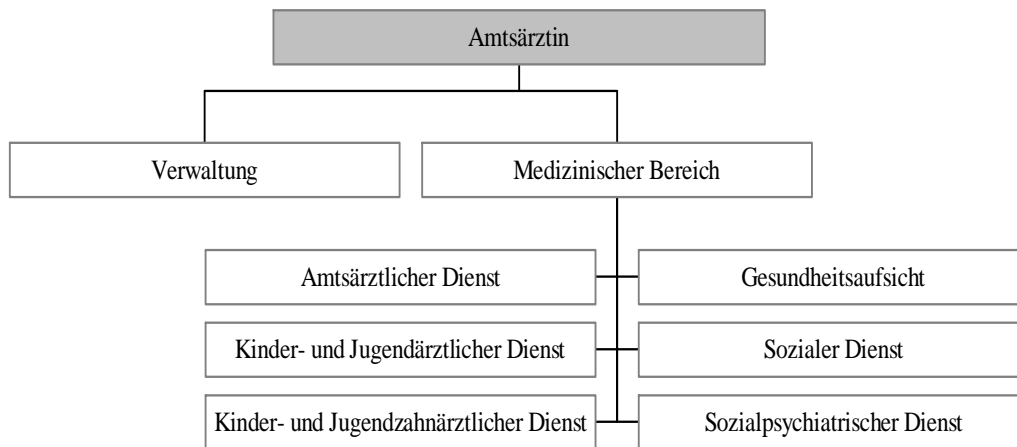 Amtsärztin
Verwaltung
Medizinischer Bereich
Amtsärztlicher Dienst
Gesundheitsaufsicht
Kinder- und Jugendärztlicher Dienst
Sozialer Dienst
Kinder- und Jugendzahnärztlicher Dienst
Sozialpsychiatrischer Dienst